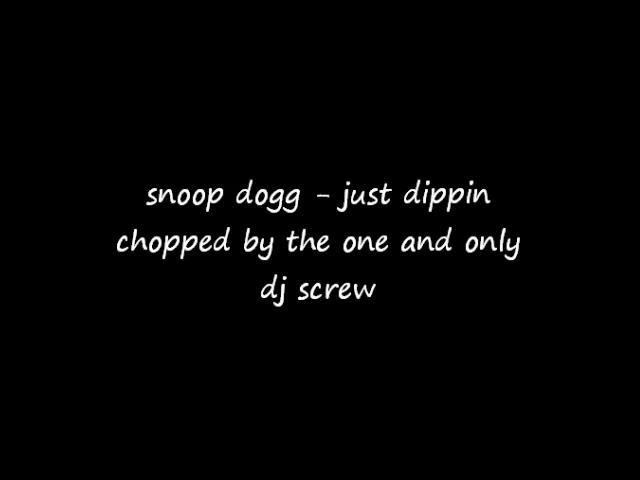 snoop dogg - just dippin
chopped by the one and only
dj screw